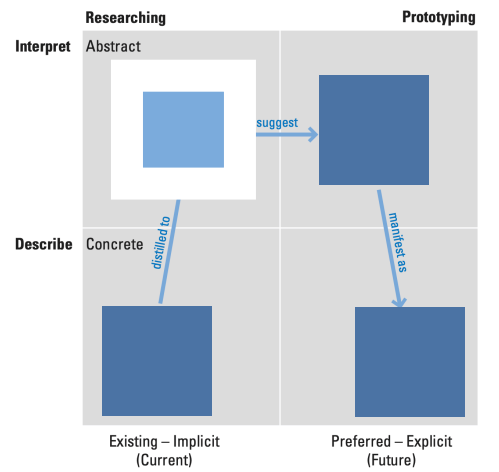 Researching
Prototyping
Interpret
Abstract
suggest
distilled to
manifest as
Describe
Concrete
Existing – Implicit
(Current)
Preferred – Explicit
(Future)